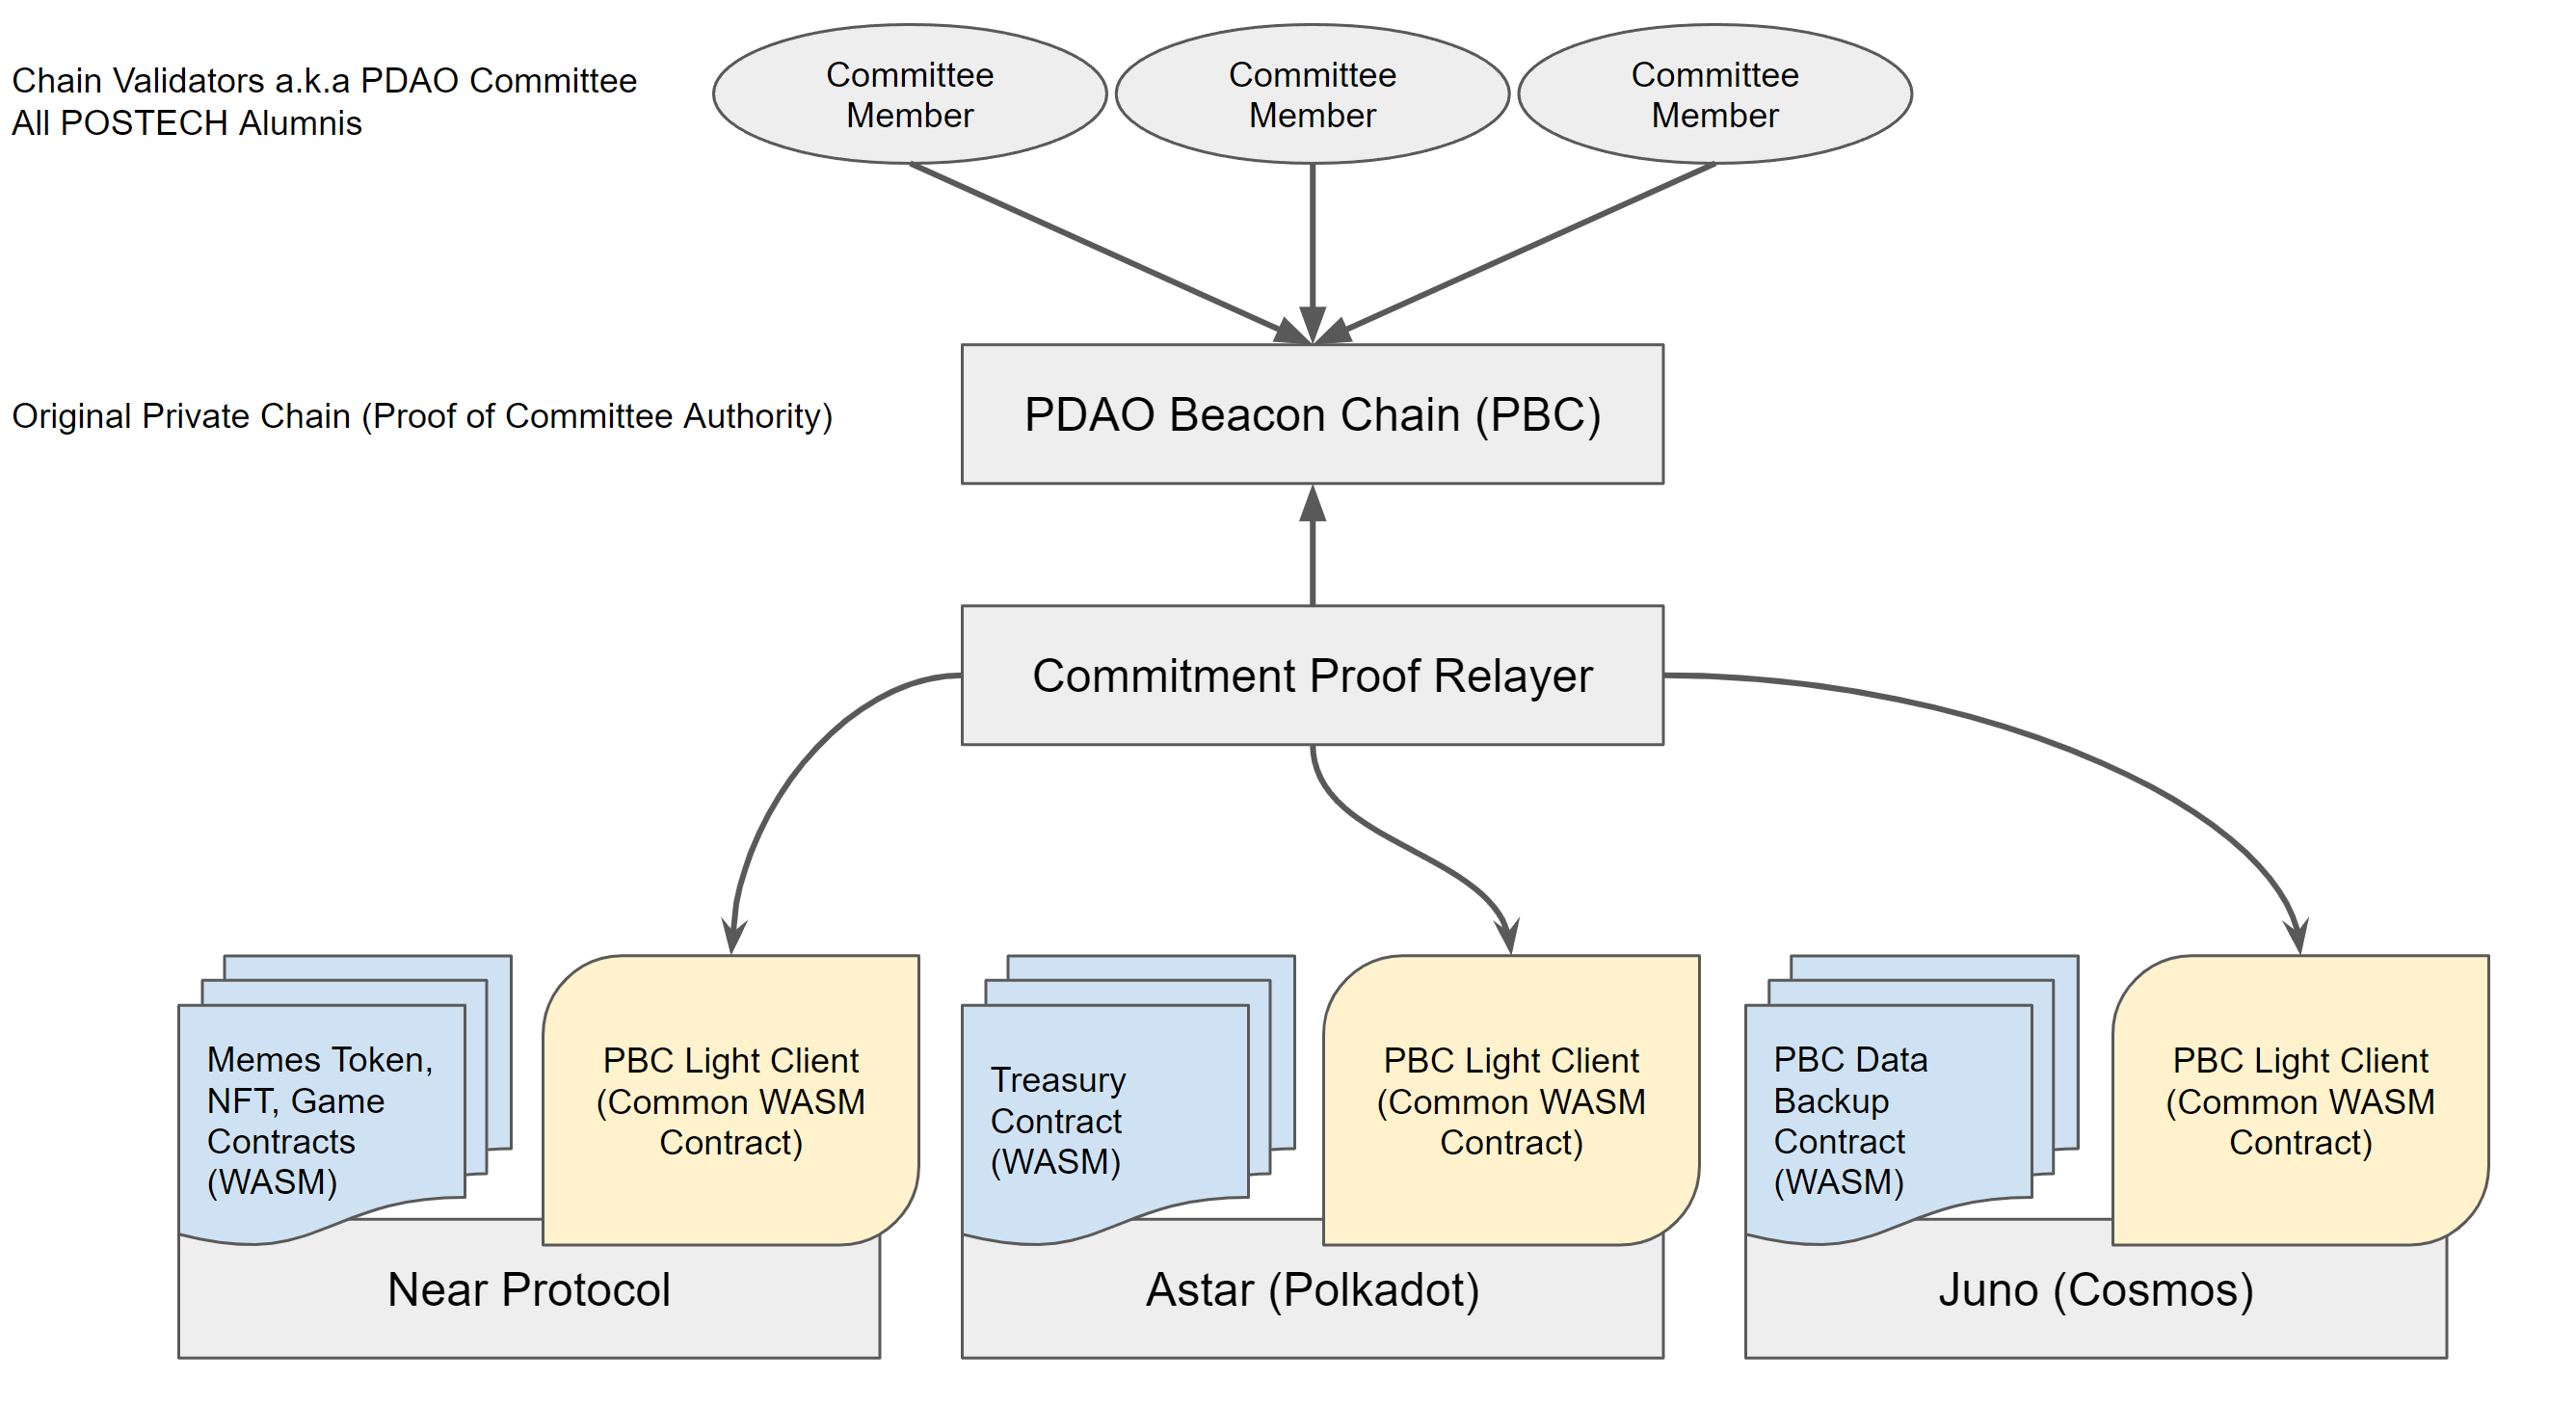 Chain Validators a.k.a PDAO Committee
All POSTECH Alumnis
Committee
Member
Committee
Member
Committee
Member
Original Private Chain (Proof of Committee Authority)
PDAO Beacon Chain (PBC)
Commitment Proof Relayer
Memes Token,
NFT, Game
Contracts
(WASM)
PBC Light Client
(Common WASM
Contract)
Near Protocol
Treasury
Contract
(WASM)
PBC Light Client
(Common WASM
Contract)
Astar (Polkadot)
PBC Data
Backup
Contract
(WASM)
PBC Light Client
(Common WASM
Contract)
Juno (Cosmos)